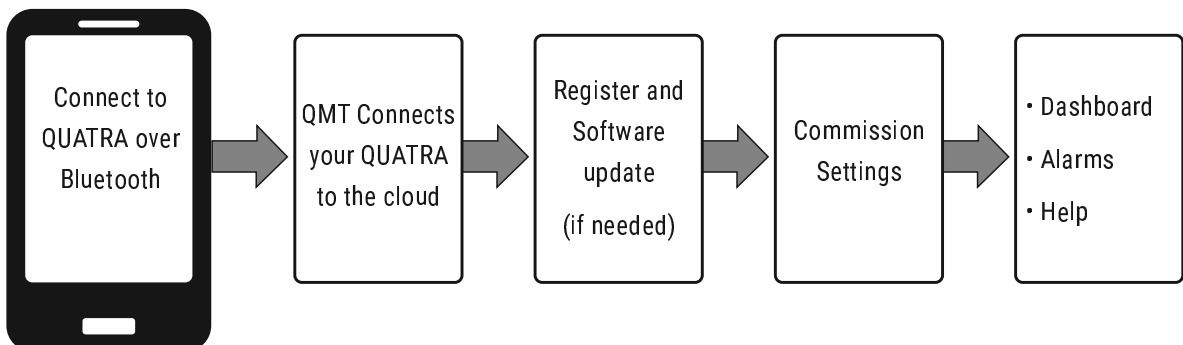 Connect to
QUATRA over
Bluetooth
QMT Connects
your QUATRA
to the cloud
Register and
Software
update
(if needed)
Commission
Settings
• Dashboard
• Alarms
• Help